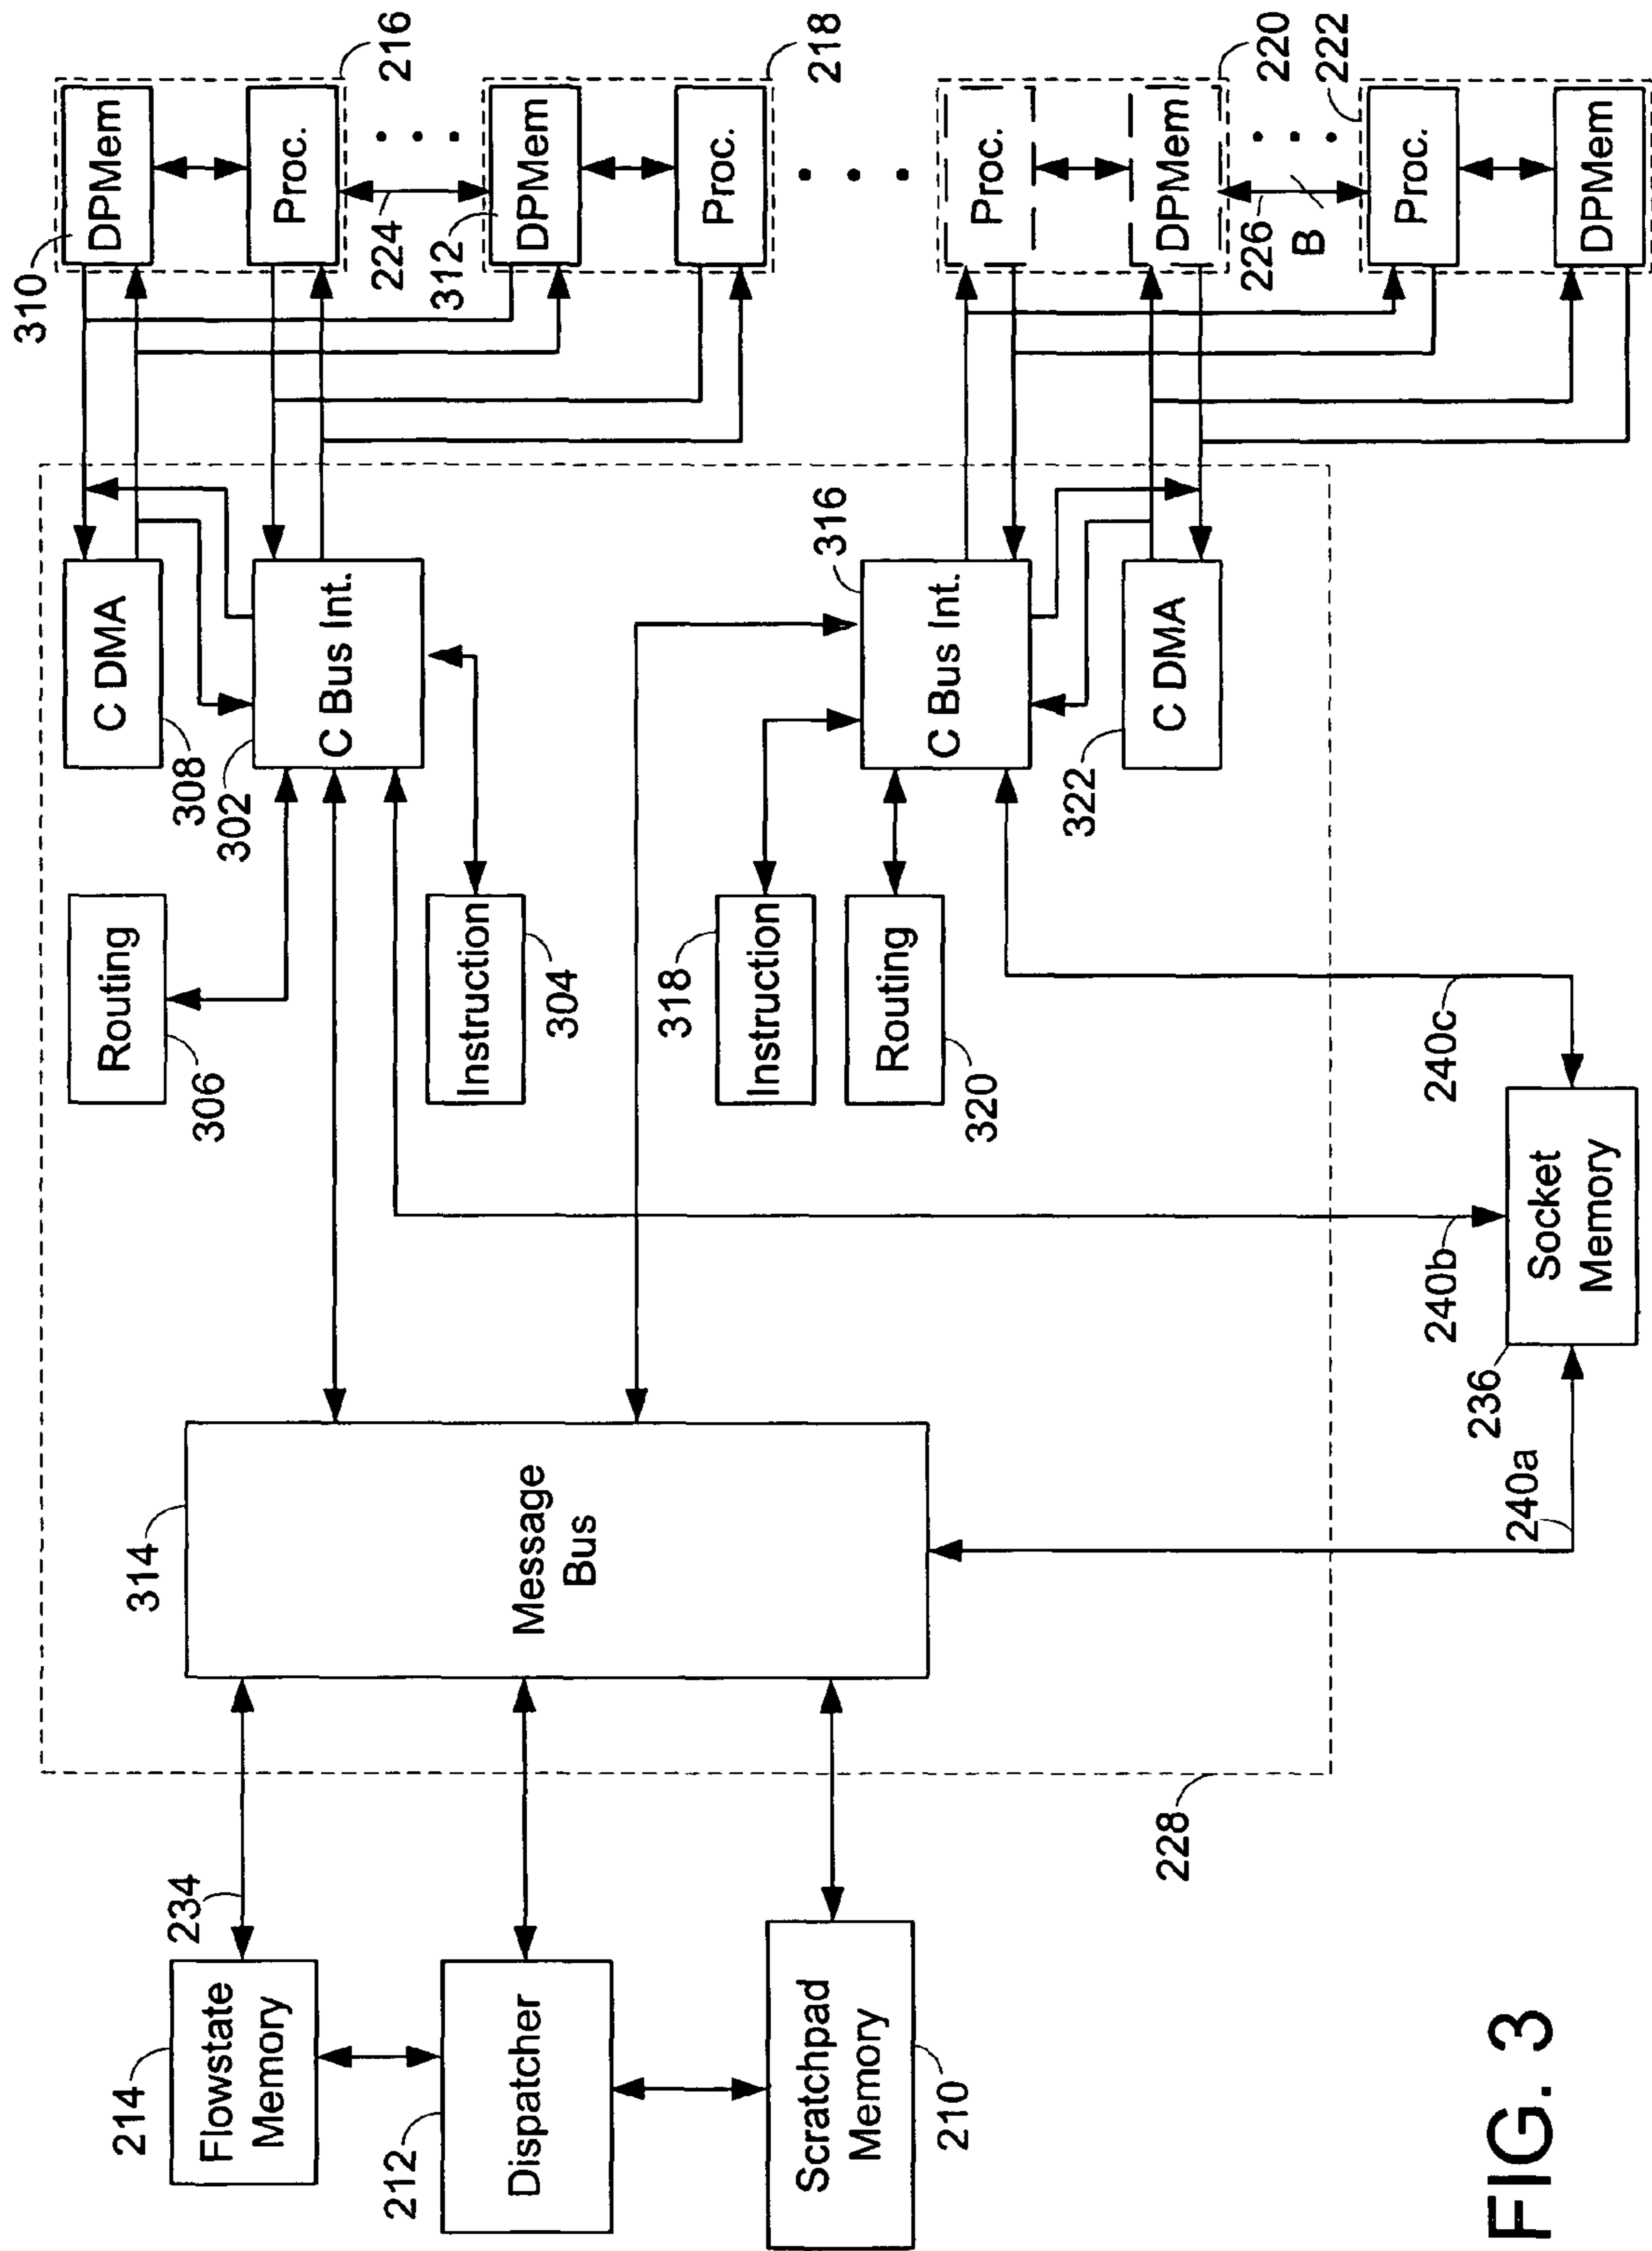 214
Flowstate
Memory
234
212
Dispatcher
Scratchpad
Memory
210
228
314
Message
Bus
240a
236
Socket
Memory
240b
240c
Routing
306
Instruction
304
318
Instruction
Routing
320
C DMA
308
302
C Bus Int.
316
C Bus Int.
322
C DMA
310
DPMem
Proc.
216
224
312
DPMem
Proc.
218
Proc.
DPMem
220
226
B
222
Proc.
DPMem
FIG. 3